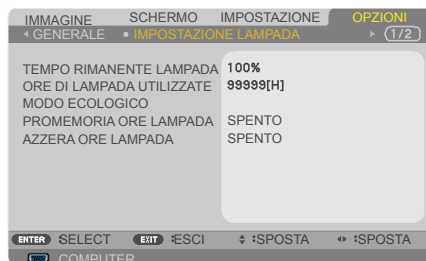 IMMAGINE SCHERMO IMPOSTAZIONE OPZIONI
GENERALE • IMPOSTAZIONE LAMPADA (1/2)
TEMPO RIMANENTE LAMPADA 100%
ORE DI LAMPADA UTILIZZATE 99999[H]
MODO ECOLOGICO
PROMEMORIA ORE LAMPADA SPENTO
AZZERA ORE LAMPADA SPENTO
ENTER :SELECT EXIT :ESCI :SPOSTA :SPOSTA
COMPUTER